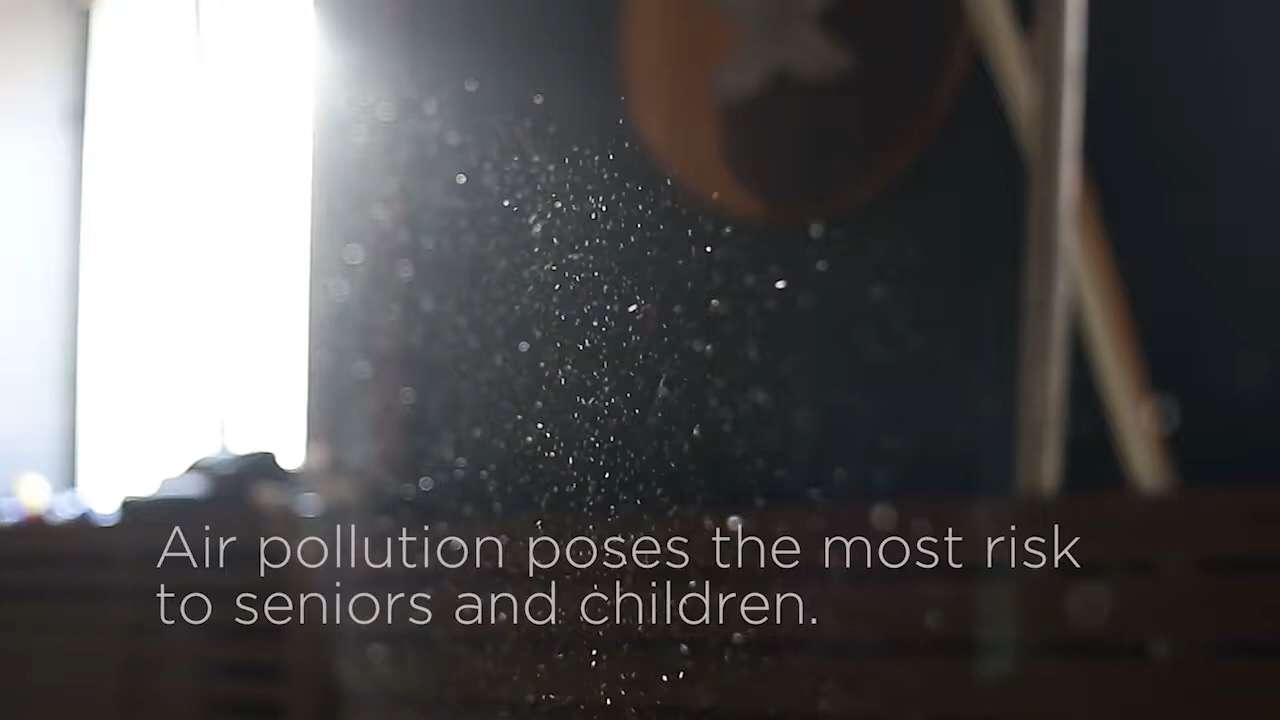 Air pollution poses the most risk
to seniors and children.